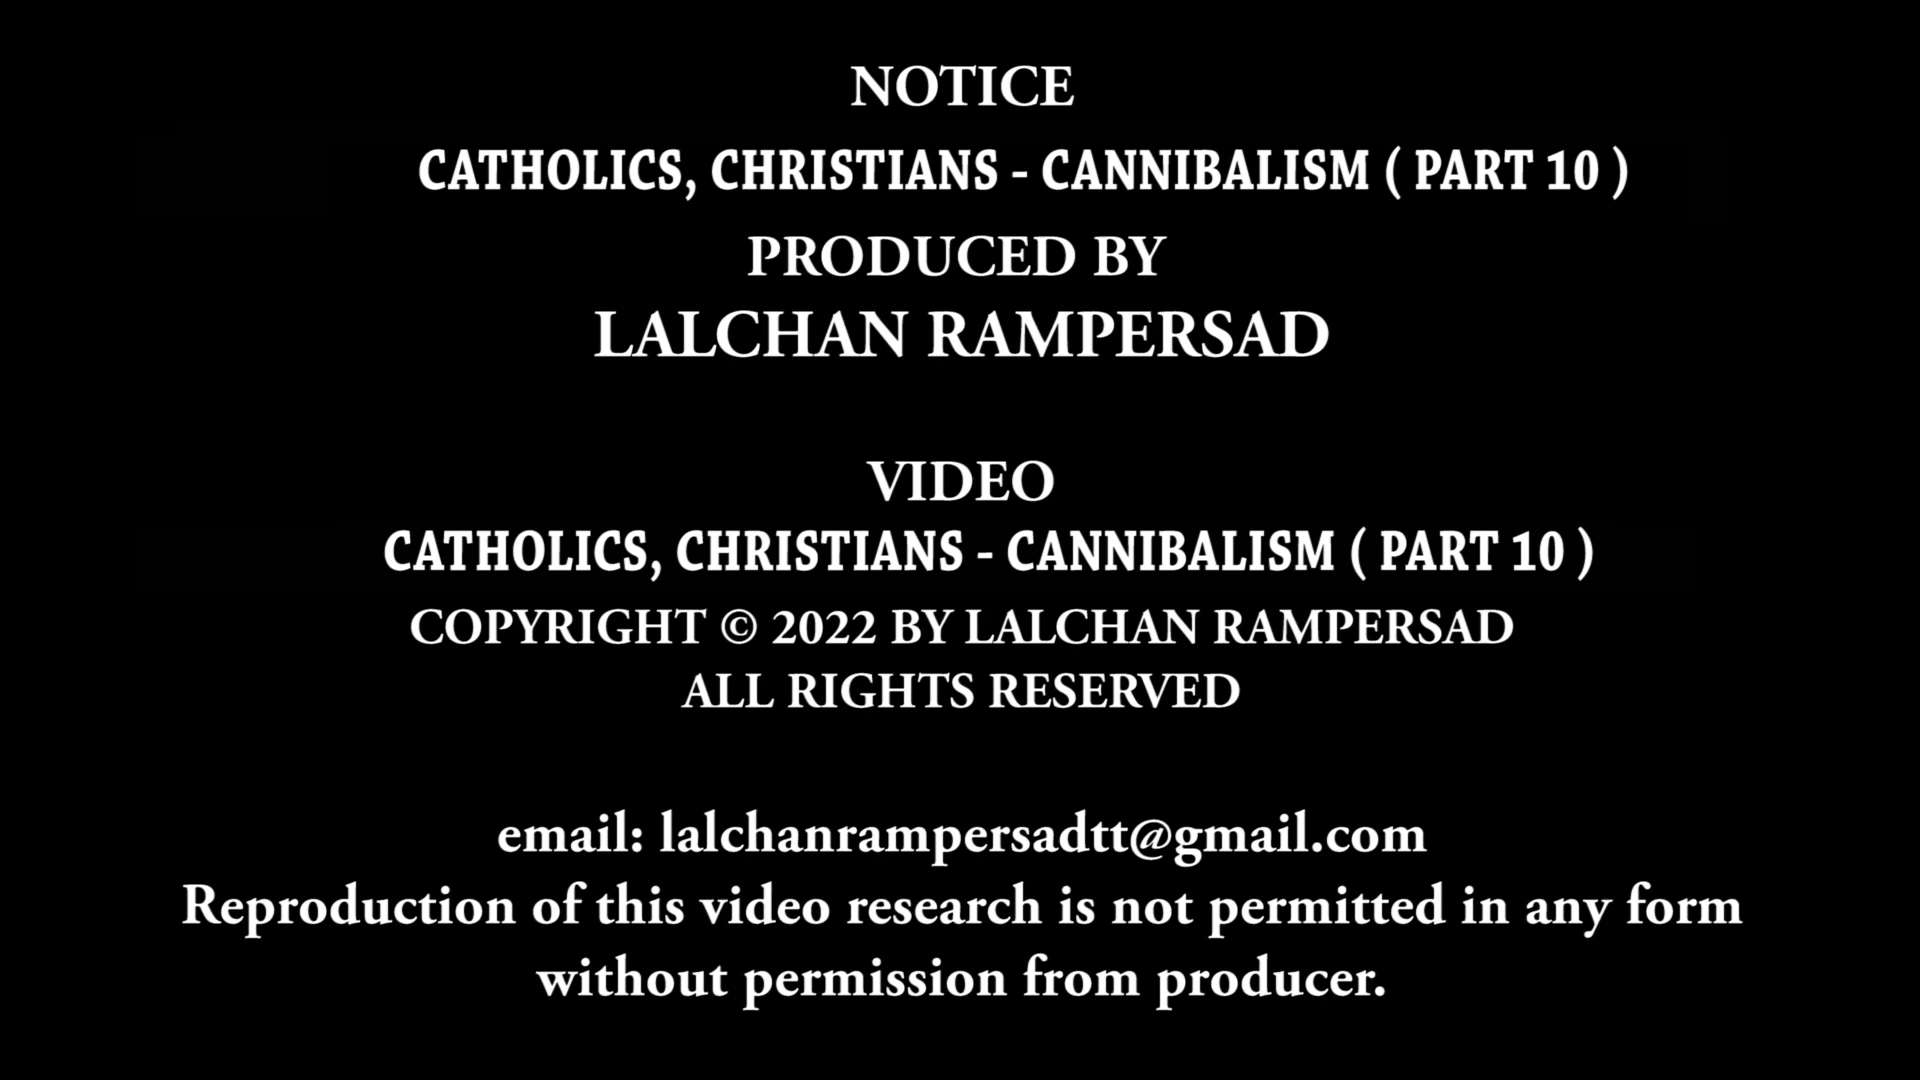 NOTICE
CATHOLICS, CHRISTIANS - CANNIBALISM ( PART 10 )
PRODUCED BY
LALCHAN RAMPERSAD
VIDEO
CATHOLICS, CHRISTIANS - CANNIBALISM ( PART 10 )
COPYRIGHT © 2022 BY LALCHAN RAMPERSAD
ALL RIGHTS RESERVED
email: lalchanrampersadtt@gmail.com
Reproduction of this video research is not permitted in any form
without permission from producer.